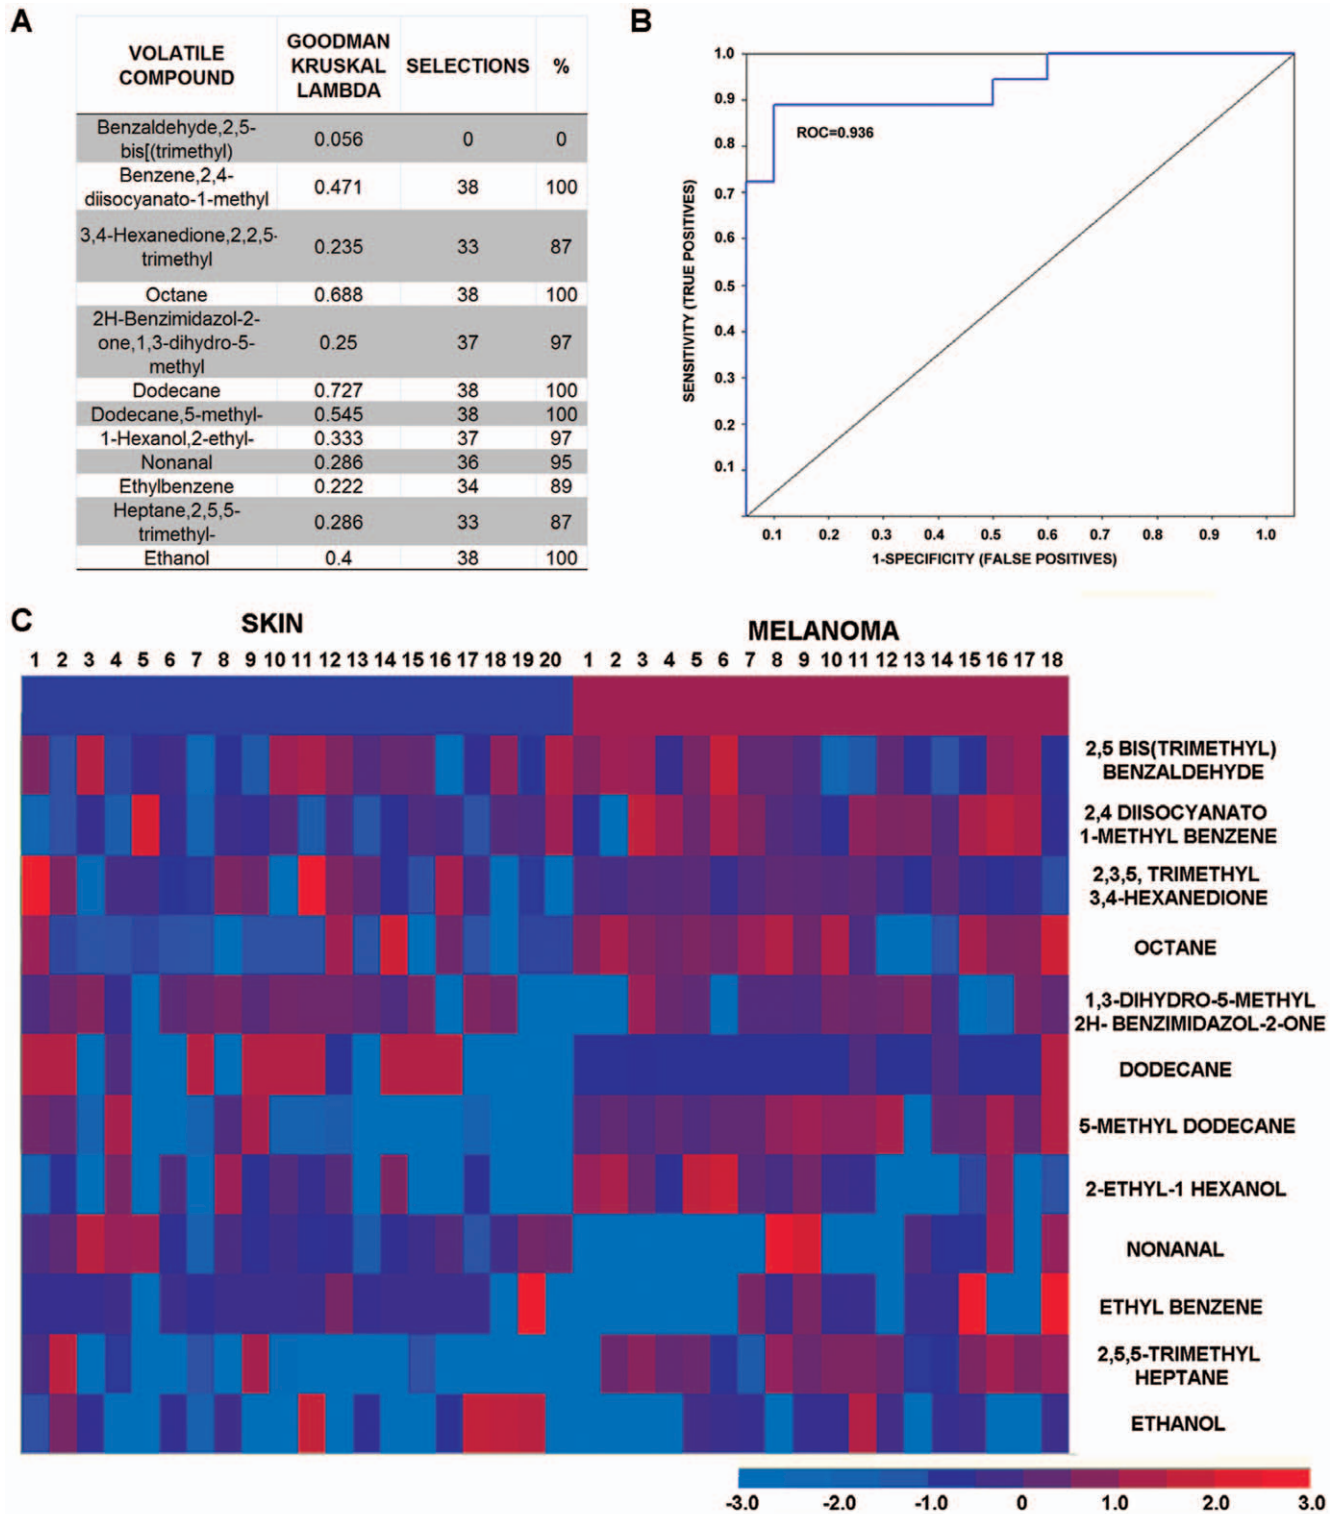 A
VOLATILE
COMPOUND
GOODMAN
KRUSKAL
LAMBDA
SELECTIONS
%
Benzaldehyde,2,5-
bis[(trimethyl)
0.056
0
0
Benzene,2,4-
diisocyanato-1-methyl
0.471
38
100
3,4-Hexanedione,2,2,5-
trimethyl
0.235
33
87
Octane
0.688
38
100
2H-Benzimidazol-2-
one,1,3-dihydro-5-
methyl
0.25
37
97
Dodecane
0.727
38
100
Dodecane,5-methyl-
0.545
38
100
1-Hexanol,2-ethyl-
0.333
37
97
Nonanal
0.286
36
95
Ethylbenzene
0.222
34
89
Heptane,2,5,5-
trimethyl-
0.286
33
87
Ethanol
0.4
38
100
B
SENSITIVITY (TRUE POSITIVES)
1.0
0.9
0.8
0.7
0.6
0.5
0.4
0.3
0.2
0.1
ROC=0.936
0.1 0.2 0.3 0.4 0.5 0.6 0.7 0.8 0.9 1.0
1-SPECIFICITY (FALSE POSITIVES)
C
SKIN
MELANOMA
1 2 3 4 5 6 7 8 9 10 11 12 13 14 15 16 17 18 19 20 1 2 3 4 5 6 7 8 9 10 11 12 13 14 15 16 17 18
2,5 BIS(TRIMETHYL)
BENZALDEHYDE
2,4 DIISOCYANATO
1-METHYL BENZENE
2,3,5, TRIMETHYL
3,4-HEXANEDIONE
OCTANE
1,3-DIHYDRO-5-METHYL
2H- BENZIMIDAZOL-2-ONE
DODECANE
5-METHYL DODECANE
2-ETHYL-1 HEXANOL
NONANAL
ETHYL BENZENE
2,5,5-TRIMETHYL
HEPTANE
ETHANOL
-3.0 -2.0 -1.0 0 1.0 2.0 3.0